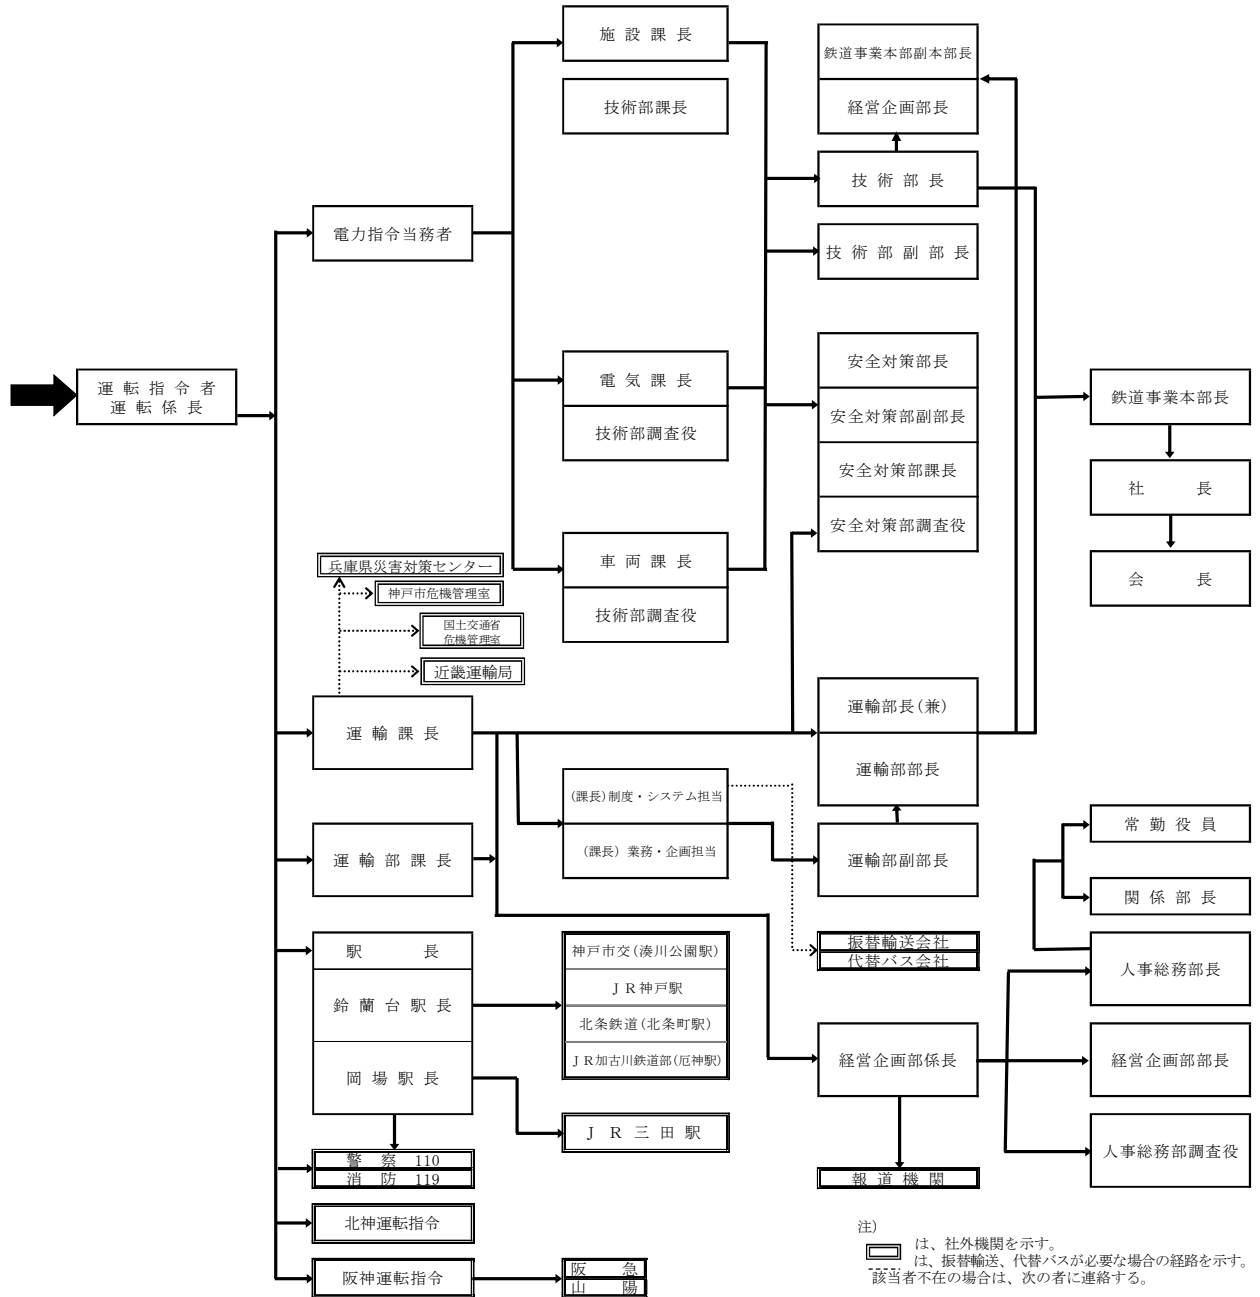 施設課長
技術部課長
鉄道事業本部副本部長
経営企画部長
技術部長
技術部副部長
電力指令当務者
電気課長
技術部調査役
安全対策部長
安全対策部副部長
安全対策部課長
安全対策部調査役
運転指令者
運転係長
鉄道事業本部長
社長
会長
車両課長
技術部調査役
兵庫県災害対策センター
神戸市危機管理室
国土交通省
危機管理室
近畿運輸局
運輸課長
運輸部長(兼)
運輸部部長
(課長)制度・システム担当
(課長) 業務・企画担当
運輸部課長
運輸部副部長
常勤役員
関係部長
駅長
鈴蘭台駅長
岡場駅長
神戸市交(湊川公園駅)
ＪＲ神戸駅
北条鉄道(北条町駅)
ＪＲ加古川鉄道部(厄神駅)
振替輸送会社
代替バス会社
人事総務部長
経営企画部係長
経営企画部部長
ＪＲ三田駅
人事総務部調査役
警察 110
消防 119
報道機関
北神運転指令
阪神運転指令
阪急
山陽
注）
は、社外機関を示す。
は、振替輸送、代替バスが必要な場合の経路を示す。
該当者不在の場合は、次の者に連絡する。